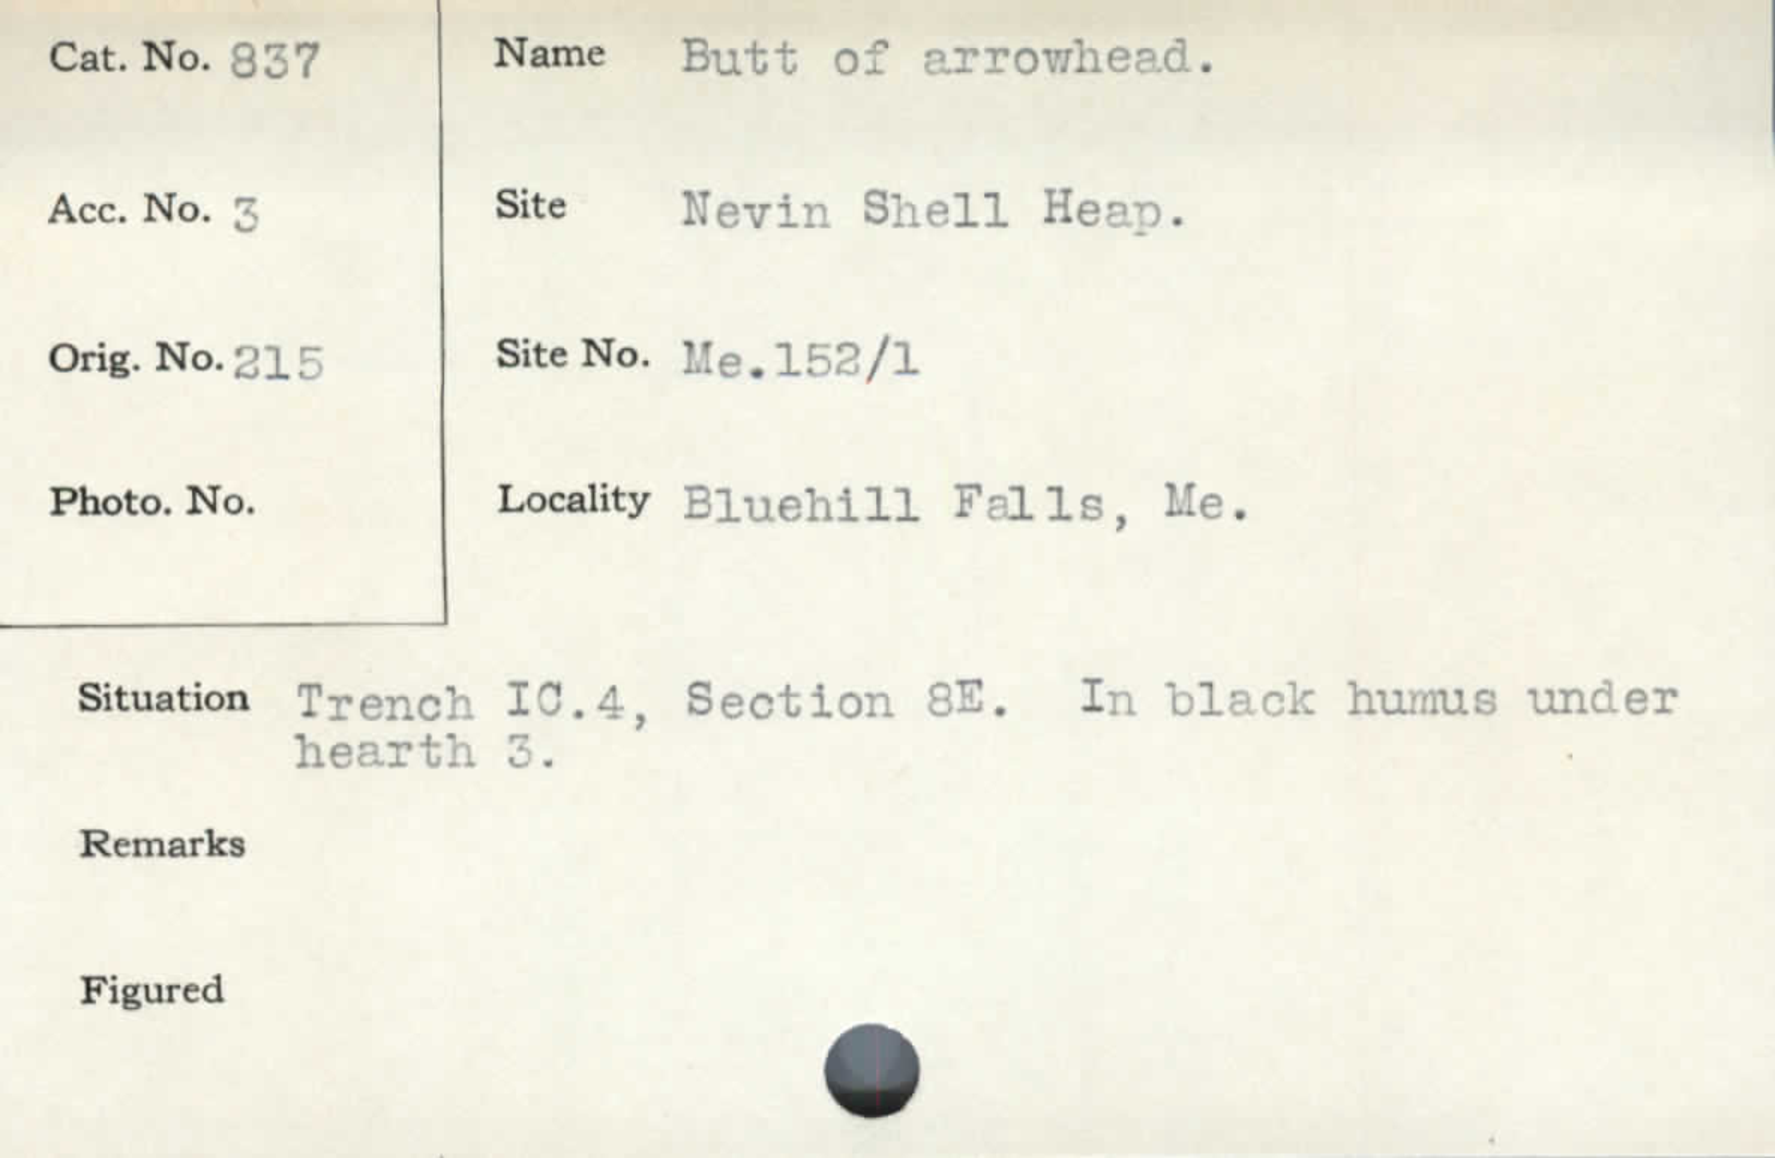 Cat. No. 837
Name Butt of arrowhead.
Acc. No. 3
Site Nevin Shell Heap.
Orig. No. 215
Site No. Me.152/1
Photo. No.
Locality Bluehill Falls, Me.
Situation Trench IC.4, Section 8E. In black humus under
hearth 3.
Remarks
Figured